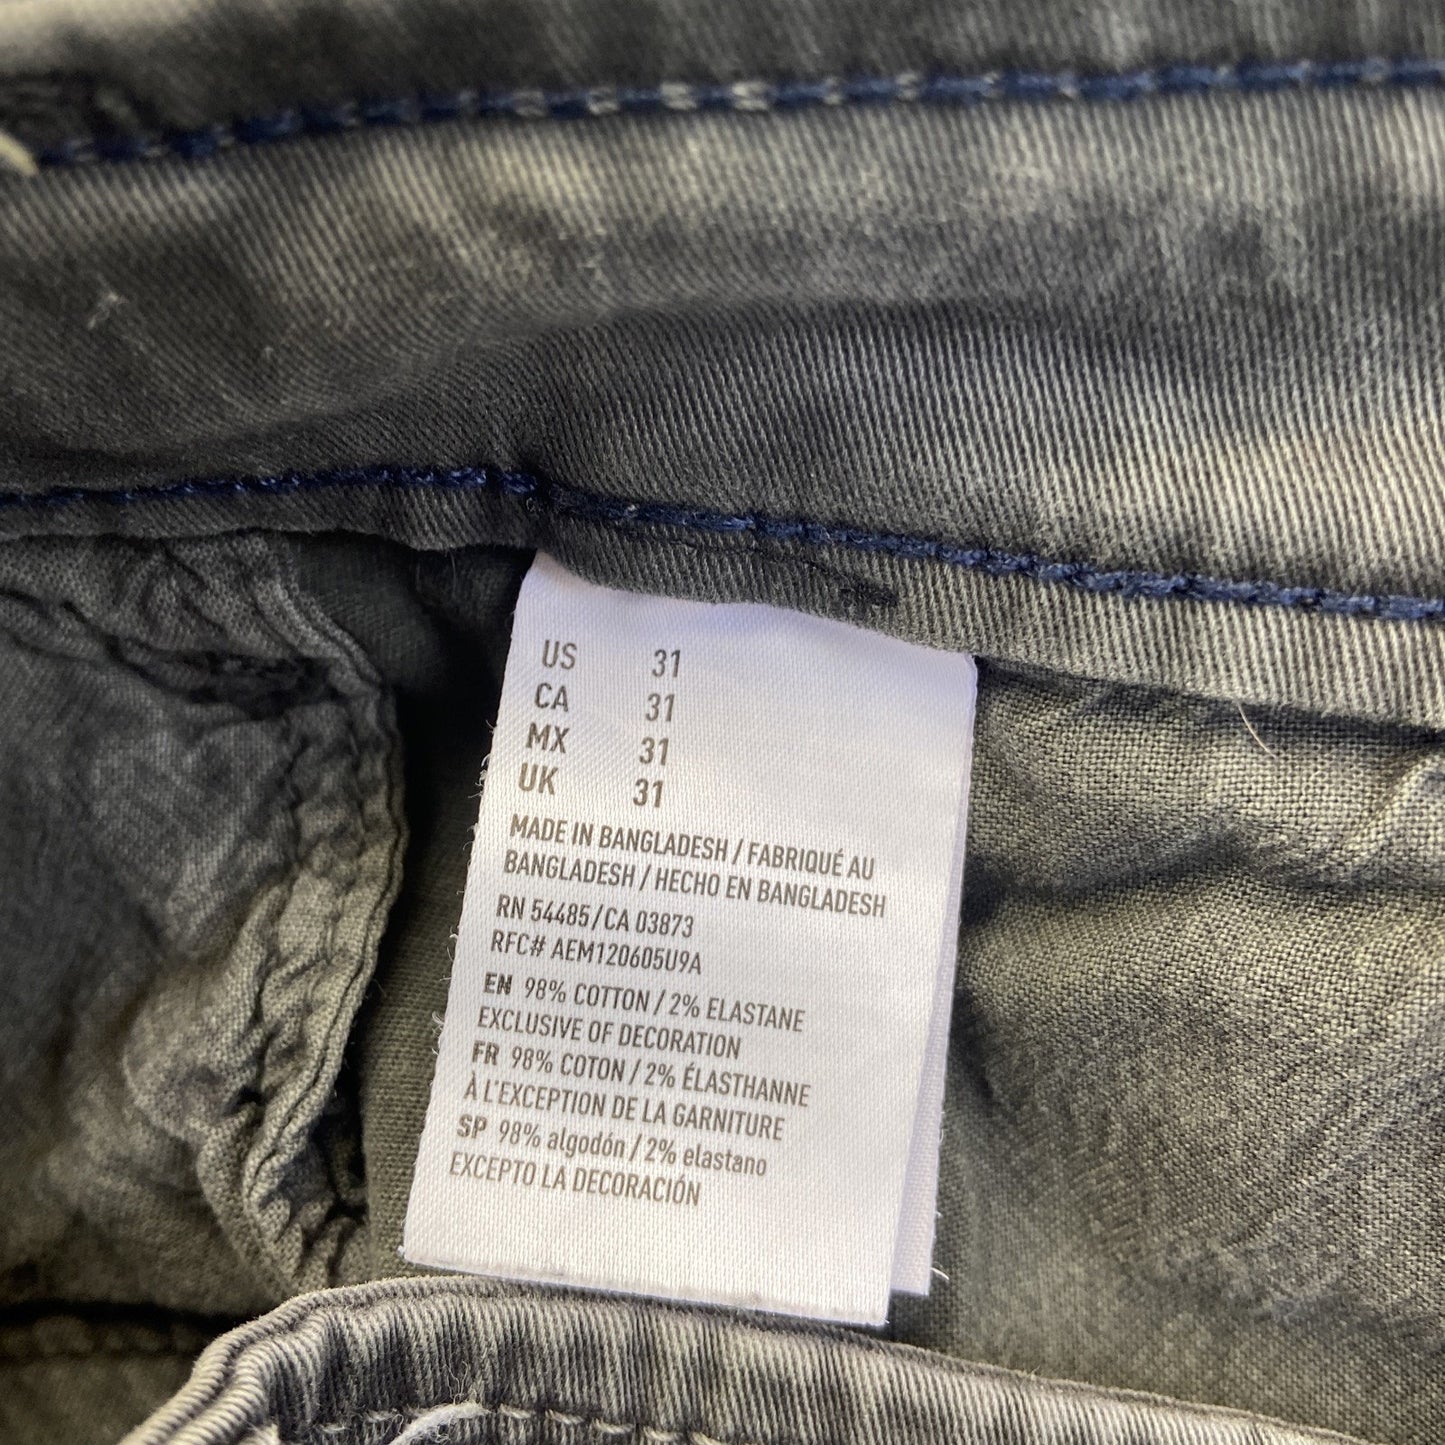 US 31
CA 31
MX 31
UK 31
MADE IN BANGLADESH / FABRIQUÉ AU
BANGLADESH / HECHO EN BANGLADESH
RN 54485/CA 03873
RFC# AEM120605U9A
EN 98% COTTON / 2% ELASTANE
EXCLUSIVE OF DECORATION
FR 98% COTON / 2% ÉLASTHANNE
À L'EXCEPTION DE LA GARNITURE
SP 98% algodón / 2% elastano
EXCEPTO LA DECORACIÓN